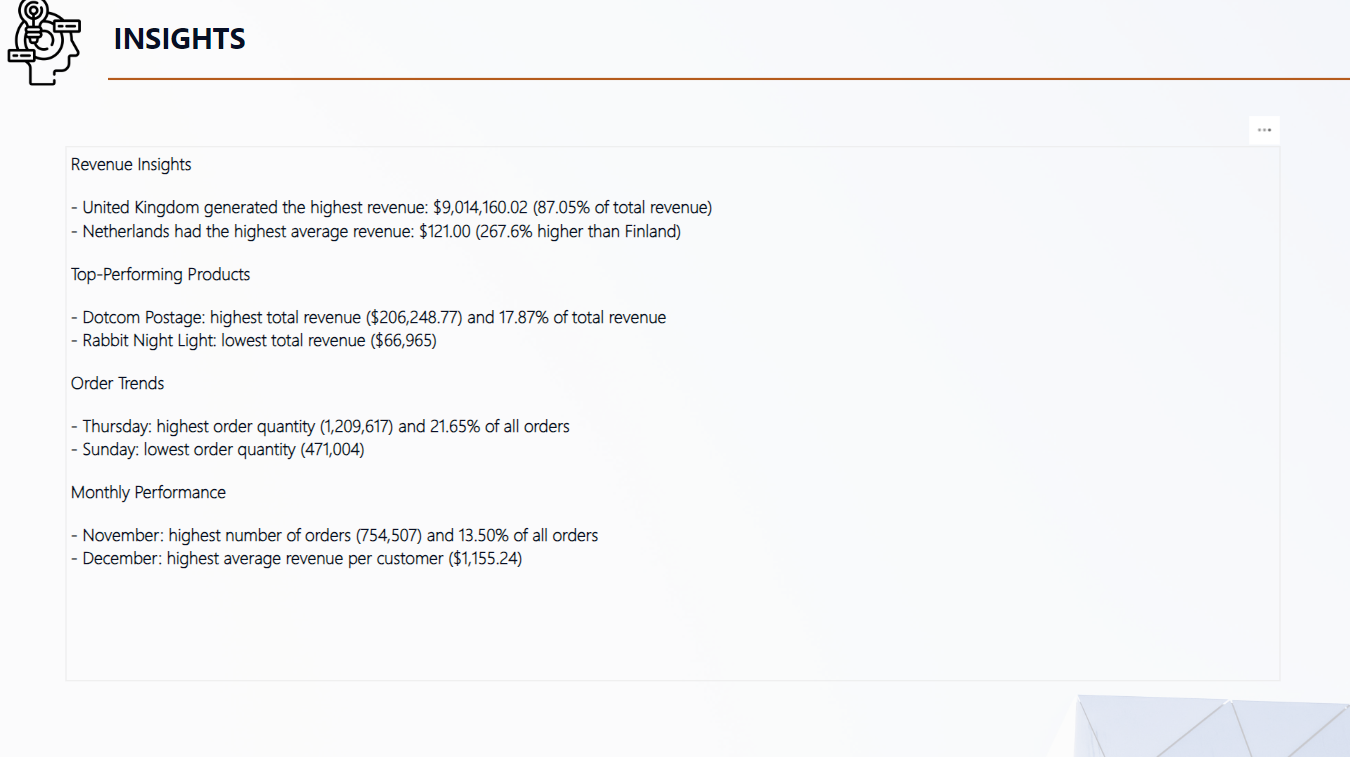 INSIGHTS
Revenue Insights
- United Kingdom generated the highest revenue: $9,014,160.02 (87.05% of total revenue)
- Netherlands had the highest average revenue: $121.00 (267.6% higher than Finland)
Top-Performing Products
- Dotcom Postage: highest total revenue ($206,248.77) and 17.87% of total revenue
- Rabbit Night Light: lowest total revenue ($66,965)
Order Trends
- Thursday: highest order quantity (1,209,617) and 21.65% of all orders
- Sunday: lowest order quantity (471,004)
Monthly Performance
- November: highest number of orders (754,507) and 13.50% of all orders
- December: highest average revenue per customer ($1,155.24)